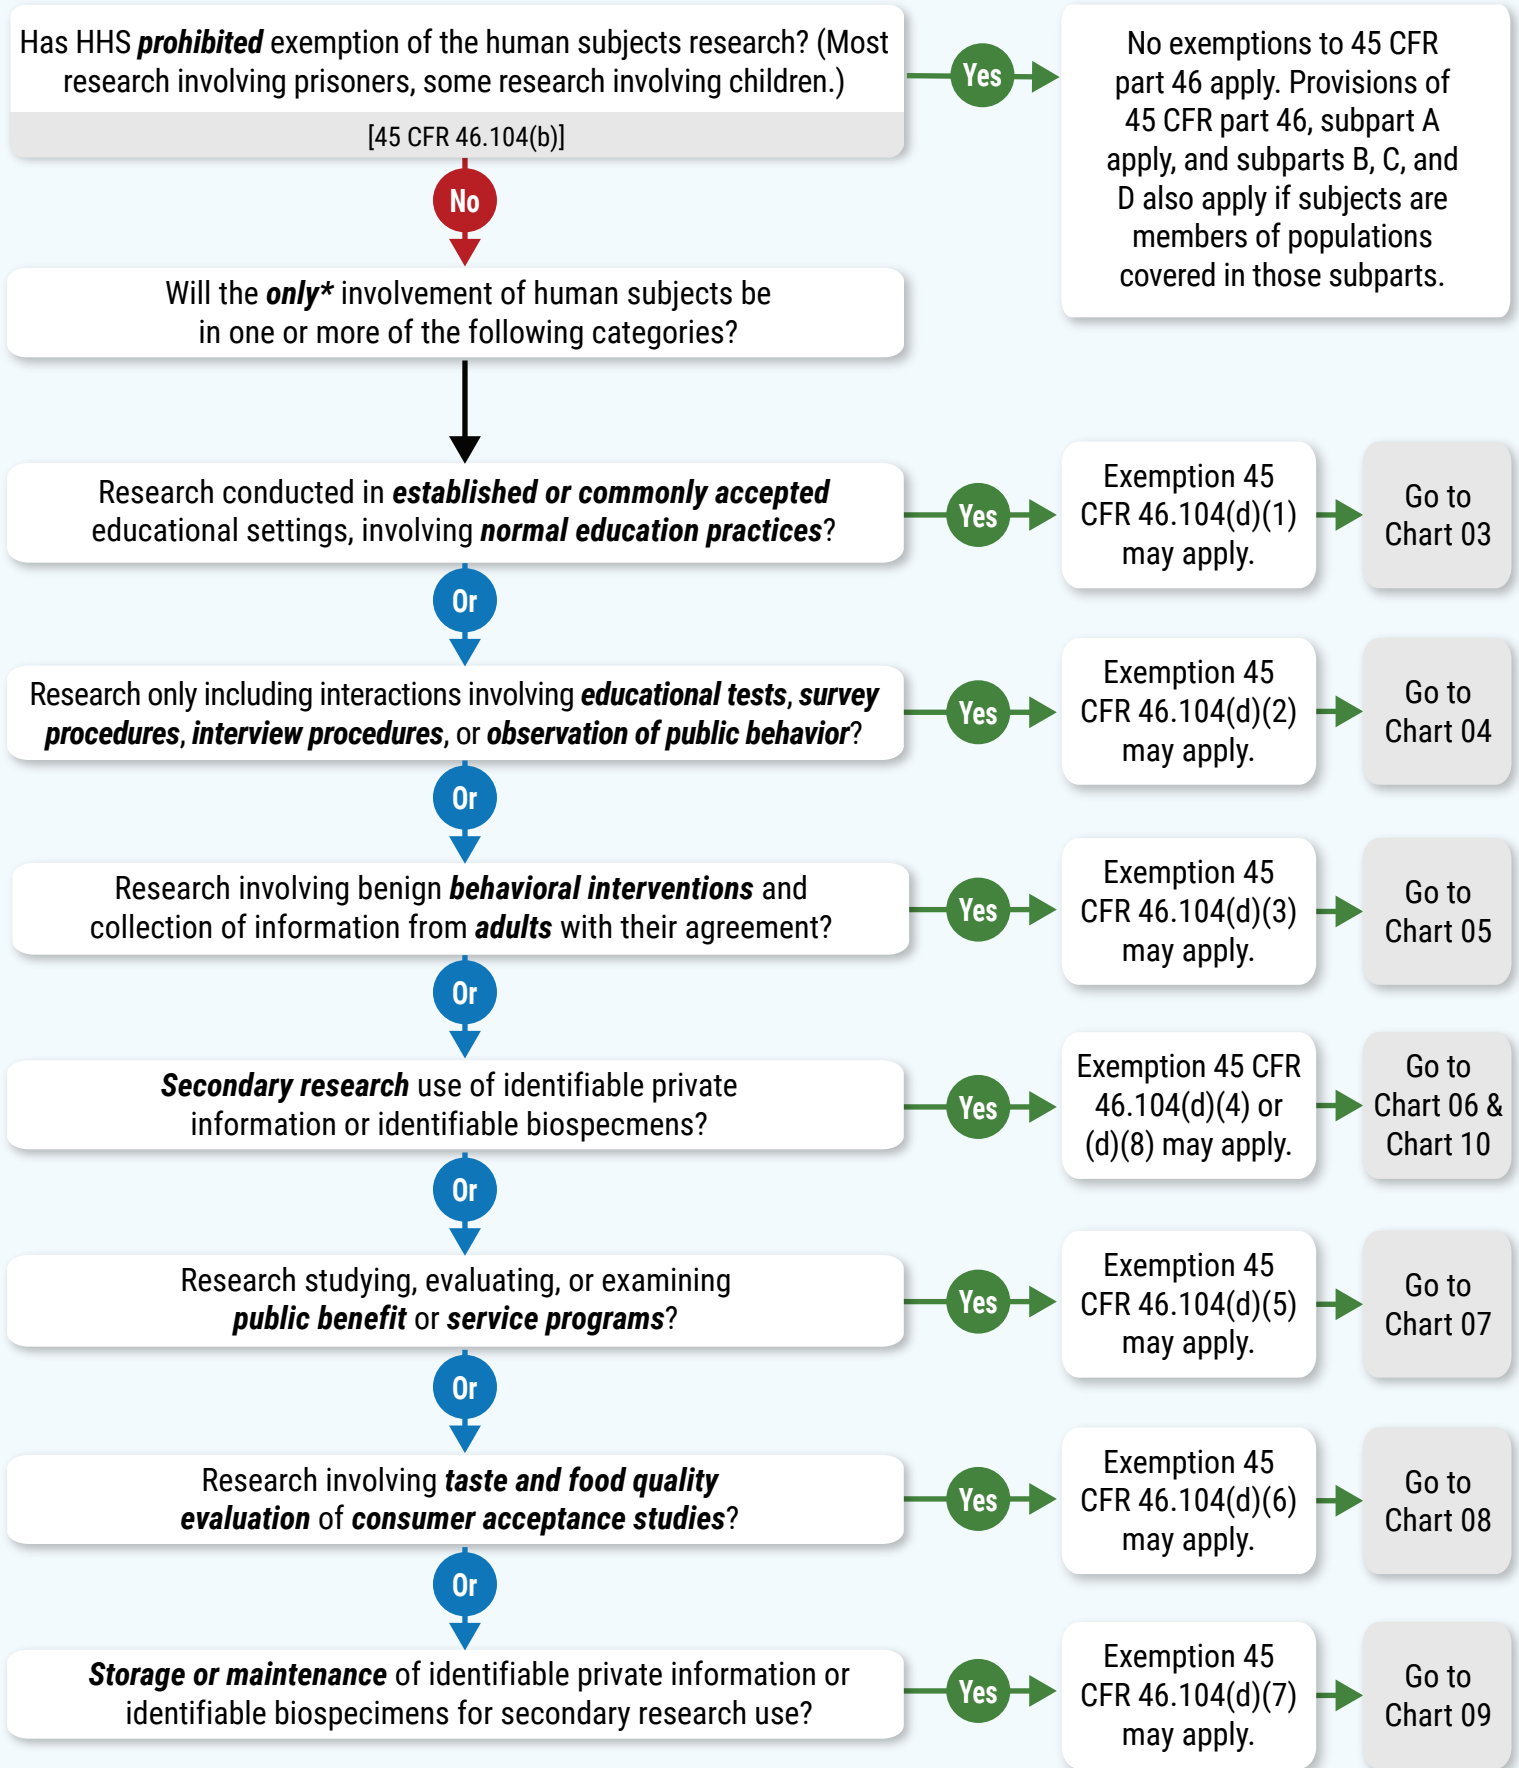 Has HHS prohibited exemption of the human subjects research? (Most
research involving prisoners, some research involving children.)
[45 CFR 46.104(b)]
Yes
No exemptions to 45 CFR
part 46 apply. Provisions of
45 CFR part 46, subpart A
apply, and subparts B, C, and
D also apply if subjects are
members of populations
covered in those subparts.
No
Will the only* involvement of human subjects be
in one or more of the following categories?
Research conducted in established or commonly accepted
educational settings, involving normal education practices?
Yes
Exemption 45
CFR 46.104(d)(1)
may apply.
Go to
Chart 03
Or
Research only including interactions involving educational tests, survey
procedures, interview procedures, or observation of public behavior?
Yes
Exemption 45
CFR 46.104(d)(2)
may apply.
Go to
Chart 04
Or
Research involving benign behavioral interventions and
collection of information from adults with their agreement?
Yes
Exemption 45
CFR 46.104(d)(3)
may apply.
Go to
Chart 05
Or
Secondary research use of identifiable private
information or identifiable biospecmens?
Yes
Exemption 45 CFR
46.104(d)(4) or
(d)(8) may apply.
Go to
Chart 06 &
Chart 10
Or
Research studying, evaluating, or examining
public benefit or service programs?
Yes
Exemption 45
CFR 46.104(d)(5)
may apply.
Go to
Chart 07
Or
Research involving taste and food quality
evaluation of consumer acceptance studies?
Yes
Exemption 45
CFR 46.104(d)(6)
may apply.
Go to
Chart 08
Or
Storage or maintenance of identifiable private information or
identifiable biospecimens for secondary research use?
Yes
Exemption 45
CFR 46.104(d)(7)
may apply.
Go to
Chart 09